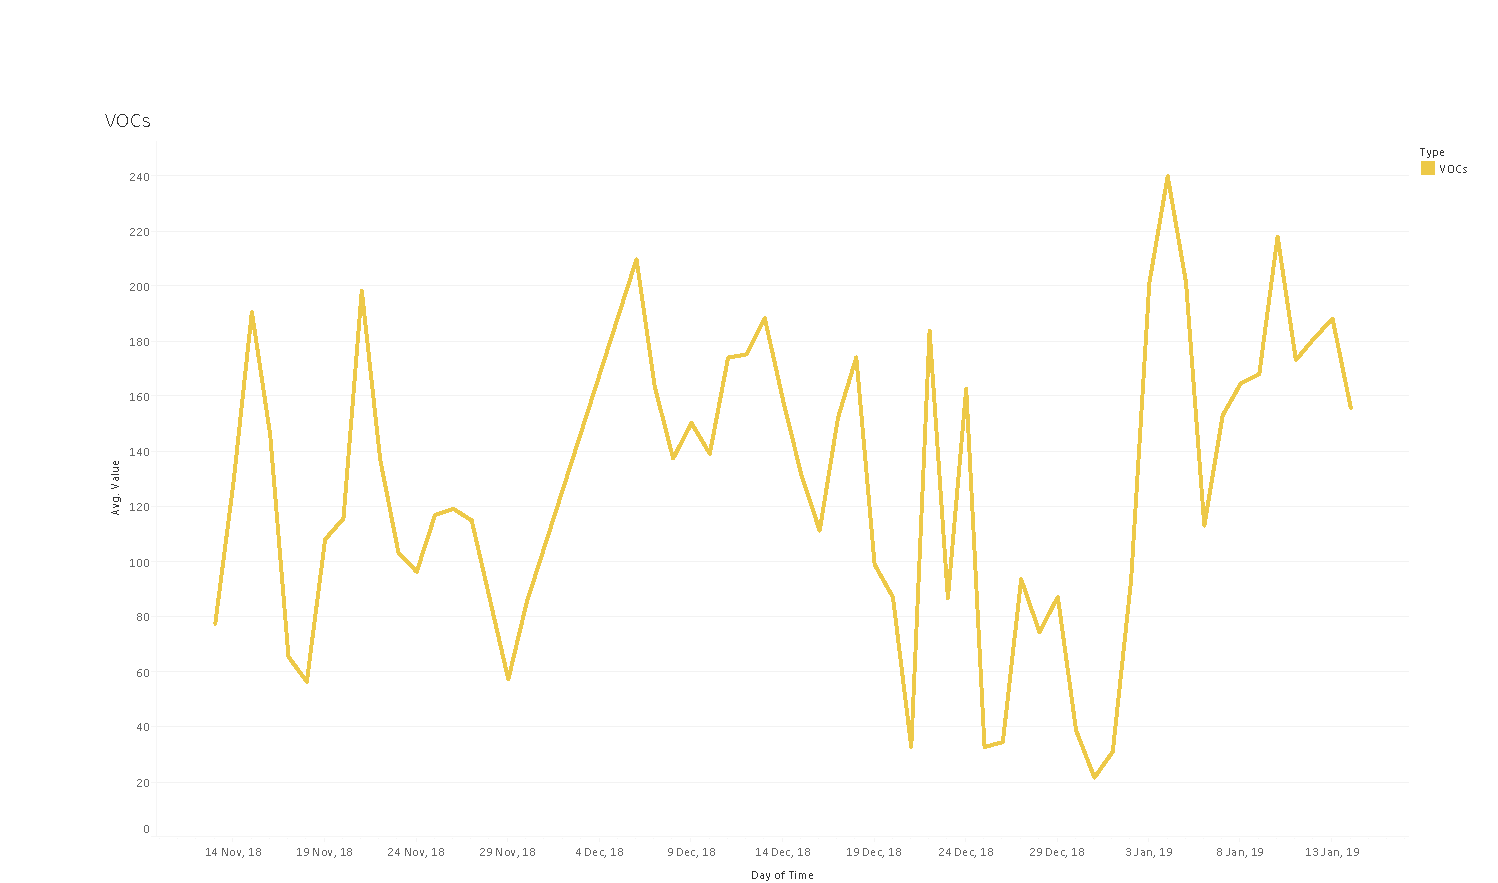 VOCs
Type
VOCs
240
220
200
180
160
140
120
100
80
60
40
20
0
Avg. Value
14 Nov, 18 19 Nov, 18 24 Nov, 18 29 Nov, 18 4 Dec, 18 9 Dec, 18 14 Dec, 18 19 Dec, 18 24 Dec, 18 29 Dec, 18 3 Jan, 19 8 Jan, 19 13 Jan, 19
Day of Time